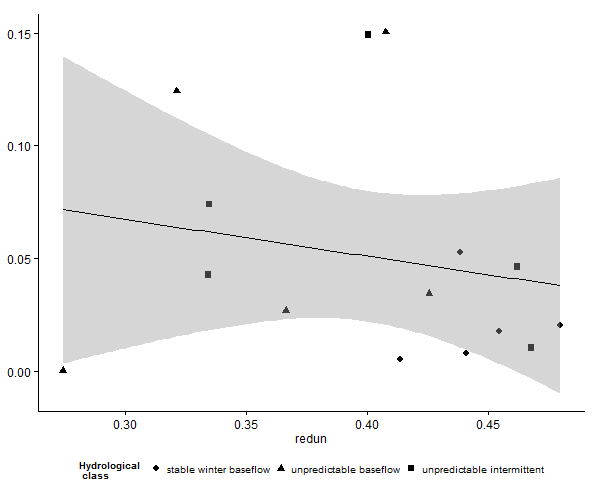 0.15
0.10
0.05
0.00
0.30 0.35 0.40 0.45
redun
Hydrological
class
stable winter baseflow unpredictable baseflow unpredictable intermittent